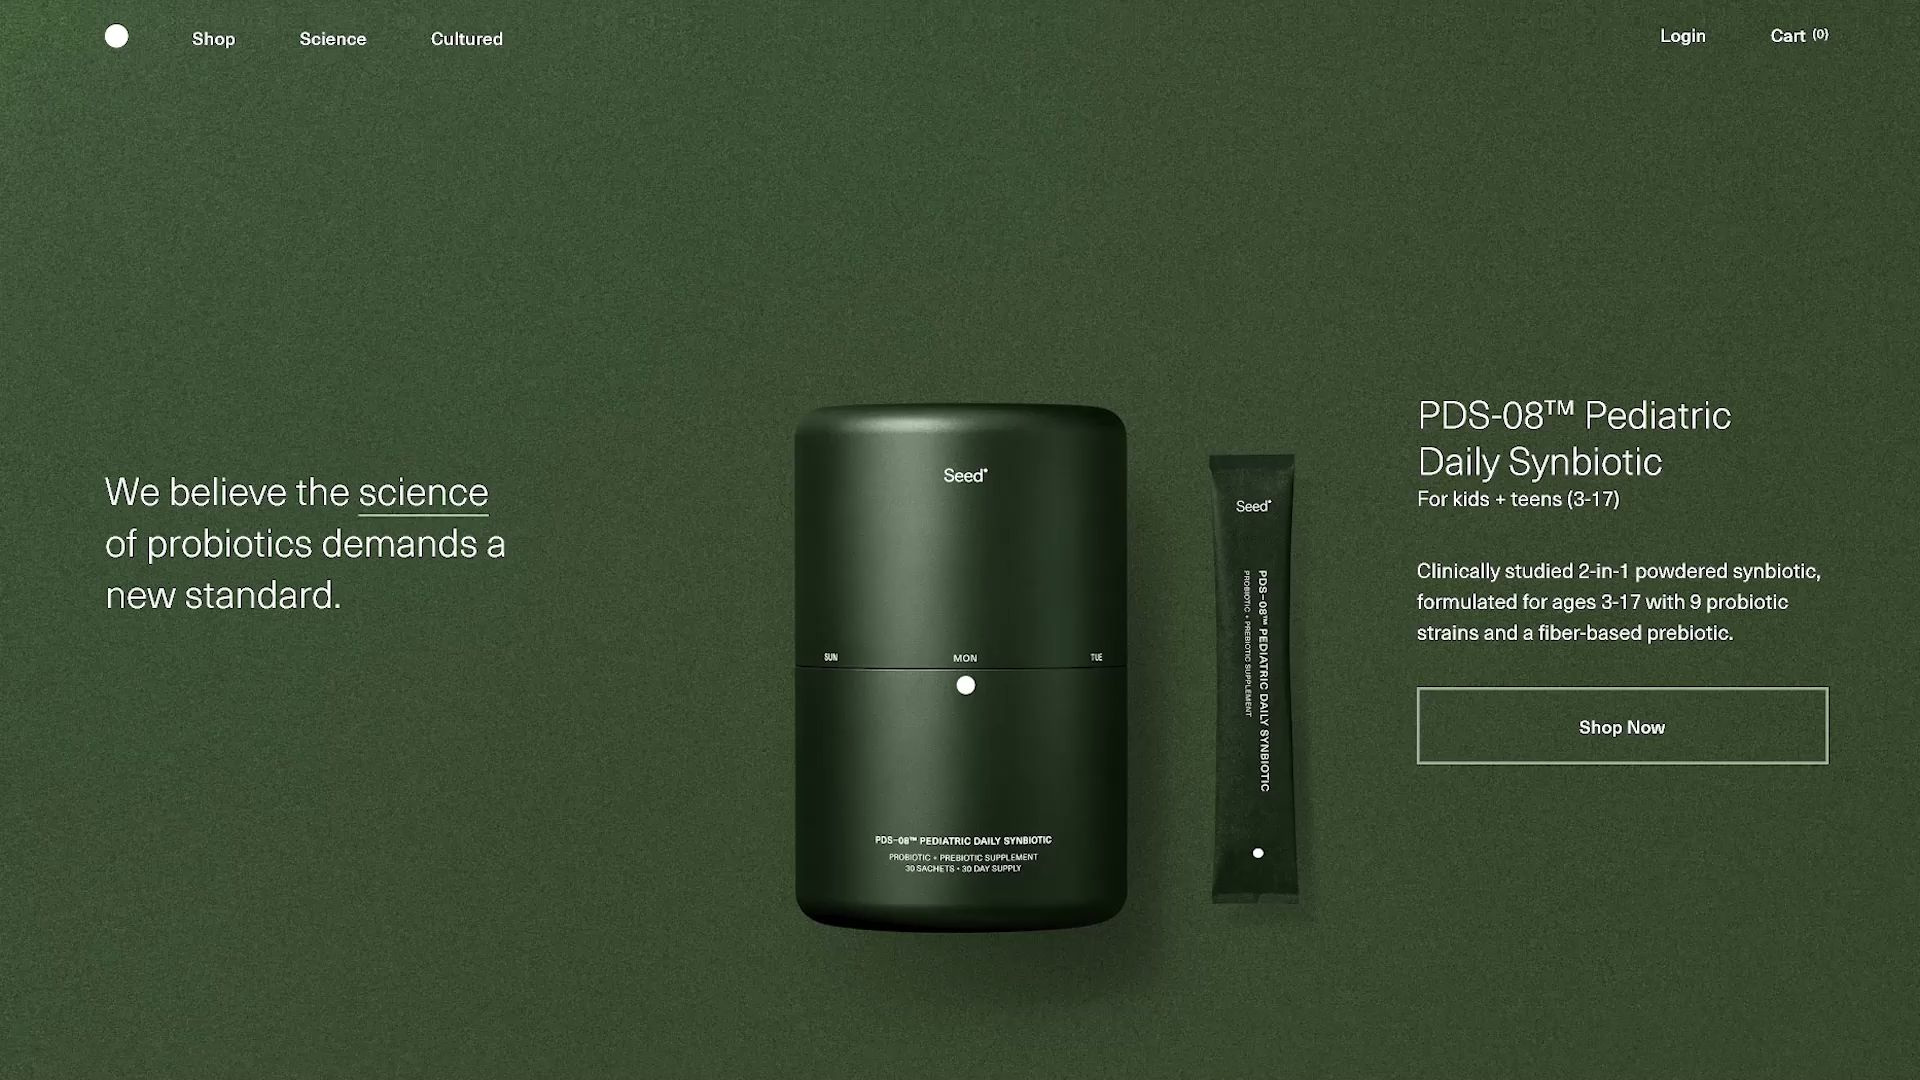 Shop
Science
Cultured
Login
Cart (0)
We believe the science
of probiotics demands a
new standard.
Seed
SUN
MON
TUE
PDS-08™ PEDIATRIC DAILY SYNBIOTIC
PROBIOTIC + PREBIOTIC SUPPLEMENT
30 SACHETS • 30 DAY SUPPLY
Seed
PDS-08™ PEDIATRIC DAILY SYNBIOTIC
PROBIOTIC + PREBIOTIC SUPPLEMENT
PDS-08™ Pediatric
Daily Synbiotic
For kids + teens (3-17)
Clinically studied 2-in-1 powdered synbiotic,
formulated for ages 3-17 with 9 probiotic
strains and a fiber-based prebiotic.
Shop Now